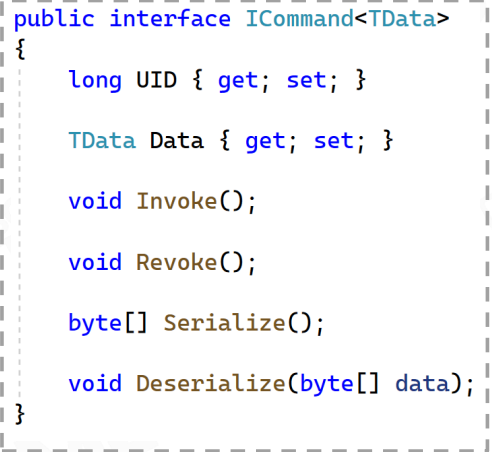 public interface ICommand<TData>
{
    long UID { get; set; }
    TData Data { get; set; }
    void Invoke();
    void Revoke();
    byte[] Serialize();
    void Deserialize(byte[] data);
}